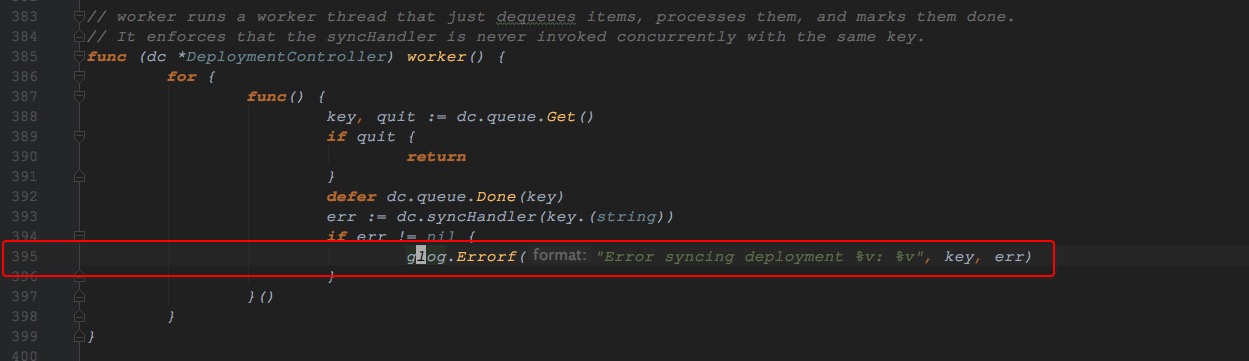 383 // worker runs a worker thread that just dequeues items, processes them, and marks them done.
384 // It enforces that the syncHandler is never invoked concurrently with the same key.
385 func (dc *DeploymentController) worker() {
386 for {
387 func() {
388 key, quit := dc.queue.Get()
389 if quit {
390 return
391 }
392 defer dc.queue.Done(key)
393 err := dc.syncHandler(key.(string))
394 if err != nil {
395 glog.Errorf( format: "Error syncing deployment %v: %v", key, err)
396 }
397 }()
398 }
399 }
400